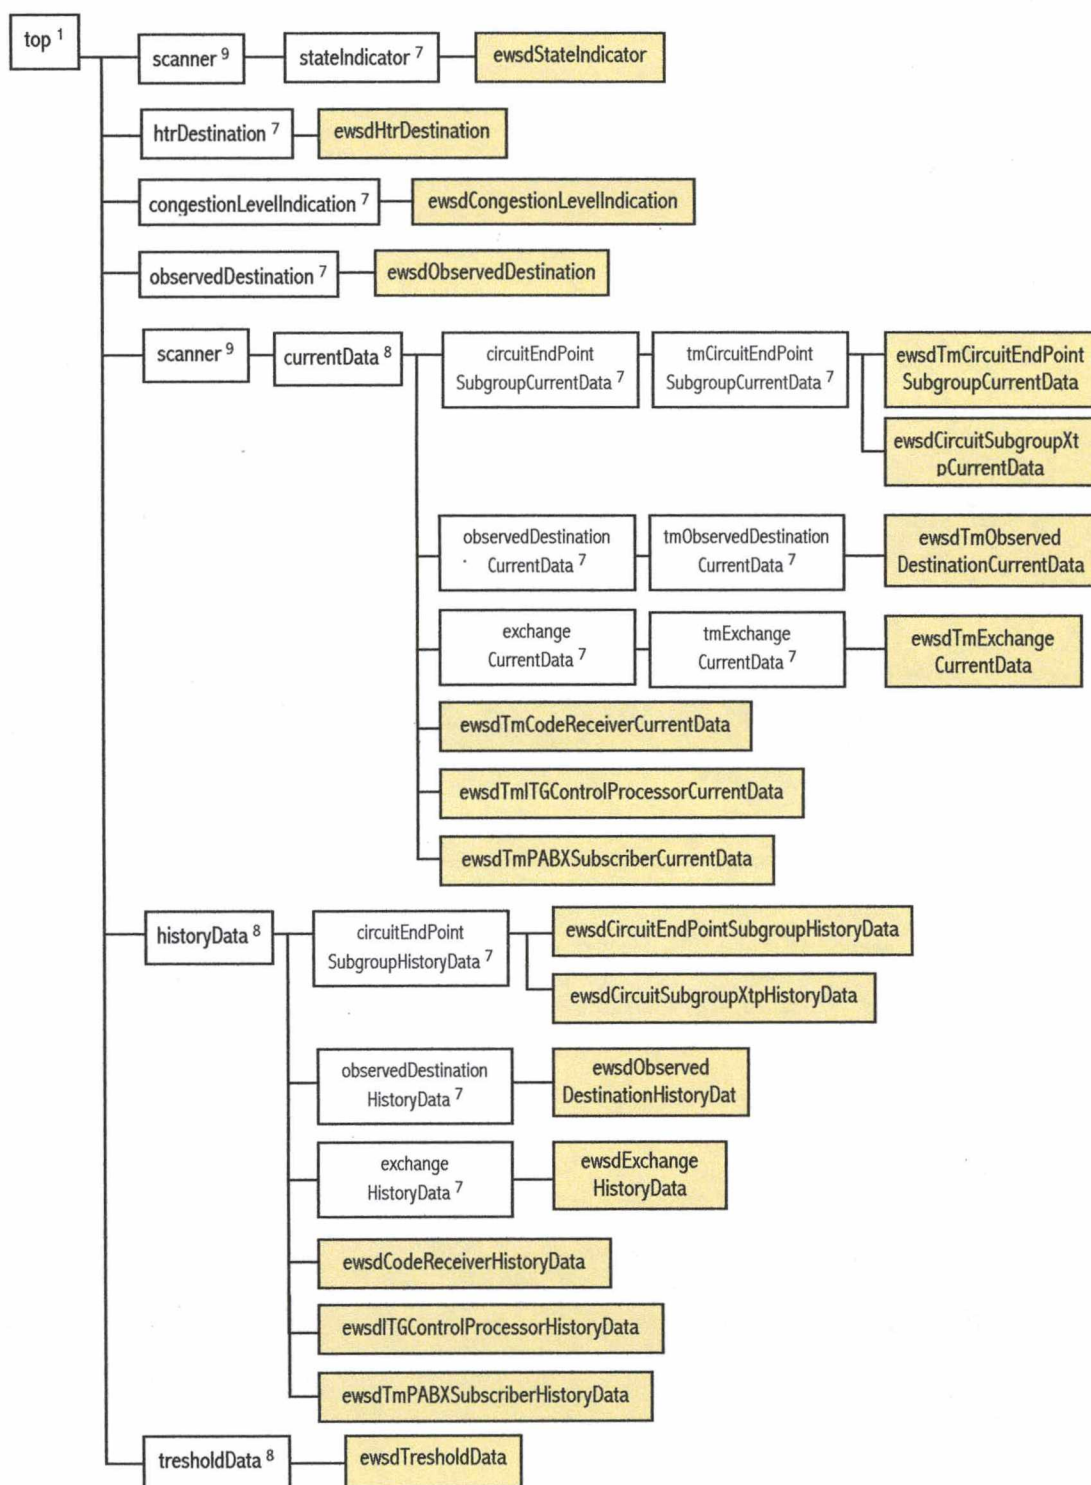 top 1
scanner 9
stateIndicator 7
ewsdStateIndicator
htrDestination 7
ewsdHtrDestination
congestionLevelIndication 7
ewsdCongestionLevelIndication
observedDestination 7
ewsdObservedDestination
scanner 9
currentData 8
circuitEndPoint
SubgroupCurrentData 7
tmCircuitEndPoint
SubgroupCurrentData 7
ewsdTmCircuitEndPoint
SubgroupCurrentData
ewsdCircuitSubgroupXt
pCurrentData
observedDestination
CurrentData 7
tmObservedDestination
CurrentData 7
ewsdTmObserved
DestinationCurrentData
exchange
CurrentData 7
tmExchange
CurrentData 7
ewsdTmExchange
CurrentData
ewsdTmCodeReceiverCurrentData
ewsdTmITGControlProcessorCurrentData
ewsdTmPABXSubscriberCurrentData
historyData 8
circuitEndPoint
SubgroupHistoryData 7
ewsdCircuitEndPointSubgroupHistoryData
ewsdCircuitSubgroupXtpHistoryData
observedDestination
HistoryData 7
ewsdObserved
DestinationHistoryDat
exchange
HistoryData 7
ewsdExchange
HistoryData
ewsdCodeReceiverHistoryData
ewsdITGControlProcessorHistoryData
ewsdTmPABXSubscriberHistoryData
tresholdData 8
ewsdTresholdData